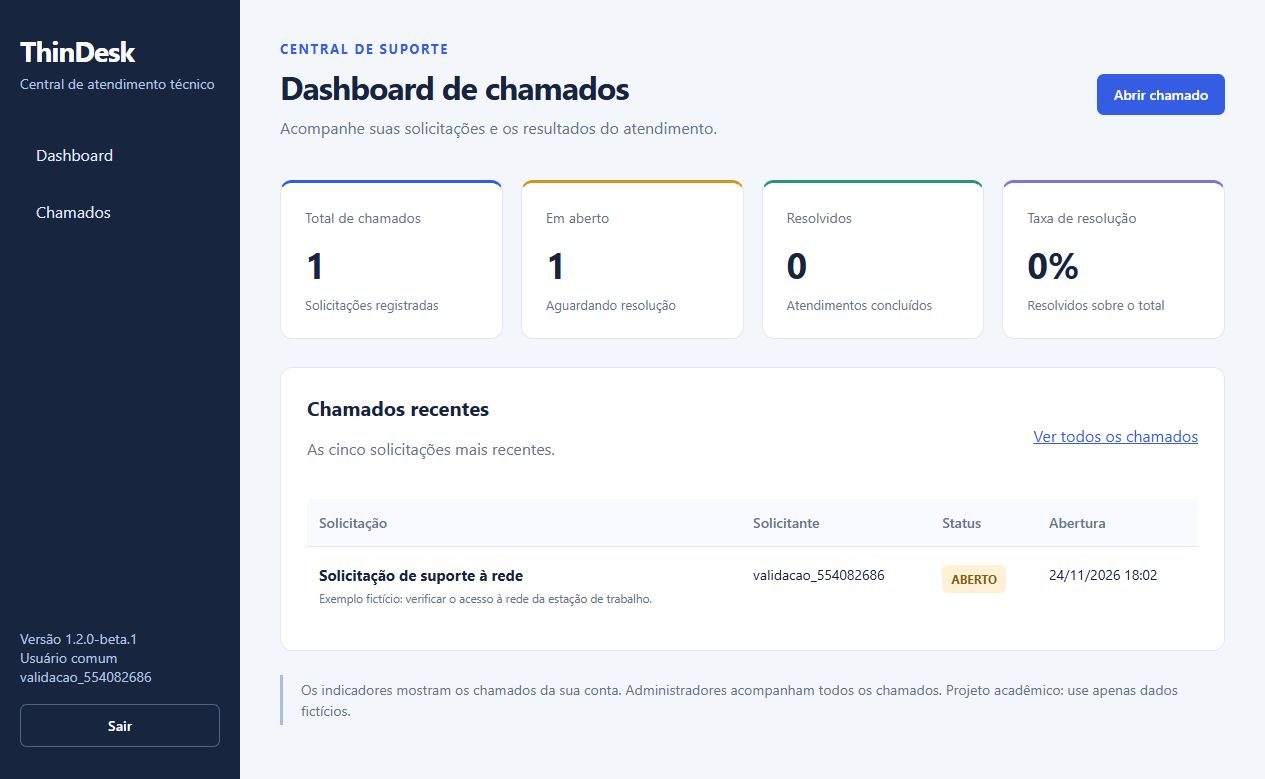 ThinDesk
Central de atendimento técnico
Dashboard
Chamados
Versão 1.2.0-beta.1
Usuário comum
validacao_554082686
Sair
CENTRAL DE SUPORTE
Dashboard de chamados
Acompanhe suas solicitações e os resultados do atendimento.
Abrir chamado
Total de chamados
1
Solicitações registradas
Em aberto
1
Aguardando resolução
Resolvidos
0
Atendimentos concluídos
Taxa de resolução
0%
Resolvidos sobre o total
Chamados recentes
As cinco solicitações mais recentes.
Ver todos os chamados
Solicitação Solicitante Status Abertura
Solicitação de suporte à rede validacao_554082686 ABERTO 24/11/2026 18:02
Exemplo fictício: verificar o acesso à rede da estação de trabalho.
Os indicadores mostram os chamados da sua conta. Administradores acompanham todos os chamados. Projeto acadêmico: use apenas dados
fictícios.